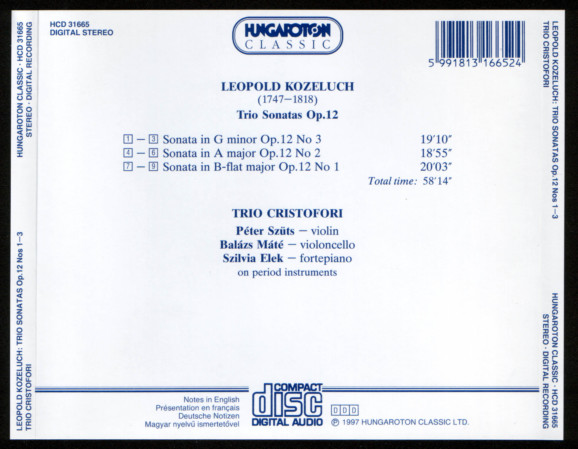 HCD 31665
DIGITAL STEREO
HUNGAROTON
CLASSIC
5 991813 166524
LEOPOLD KOZELUCH
(1747–1818)
Trio Sonatas Op.12
1 – 3 Sonata in G minor Op.12 No 3 19'10"
4 – 6 Sonata in A major Op.12 No 2 18'55"
7 – 9 Sonata in B-flat major Op.12 No 1 20'03"
Total time: 58'14"
TRIO CRISTOFORI
Péter Szüts – violin
Balázs Máté – violoncello
Szilvia Elek – fortepiano
on period instruments
Notes in English
Présentation en français
Deutsche Notizen
Magyar nyelvű ismertetővel
COMPACT
disc
DIGITAL AUDIO
DDD
℗ 1997 HUNGAROTON CLASSIC LTD.
LEOPOLD KOZELUCH: TRIO SONATAS Op.12 Nos 1–3
TRIO CRISTOFORI
HUNGAROTON CLASSIC · HCD 31665
STEREO · DIGITAL RECORDING
LEOPOLD KOZELUCH: TRIO SONATAS Op.12 Nos 1–3
TRIO CRISTOFORI
HUNGAROTON CLASSIC · HCD 31665
STEREO · DIGITAL RECORDING